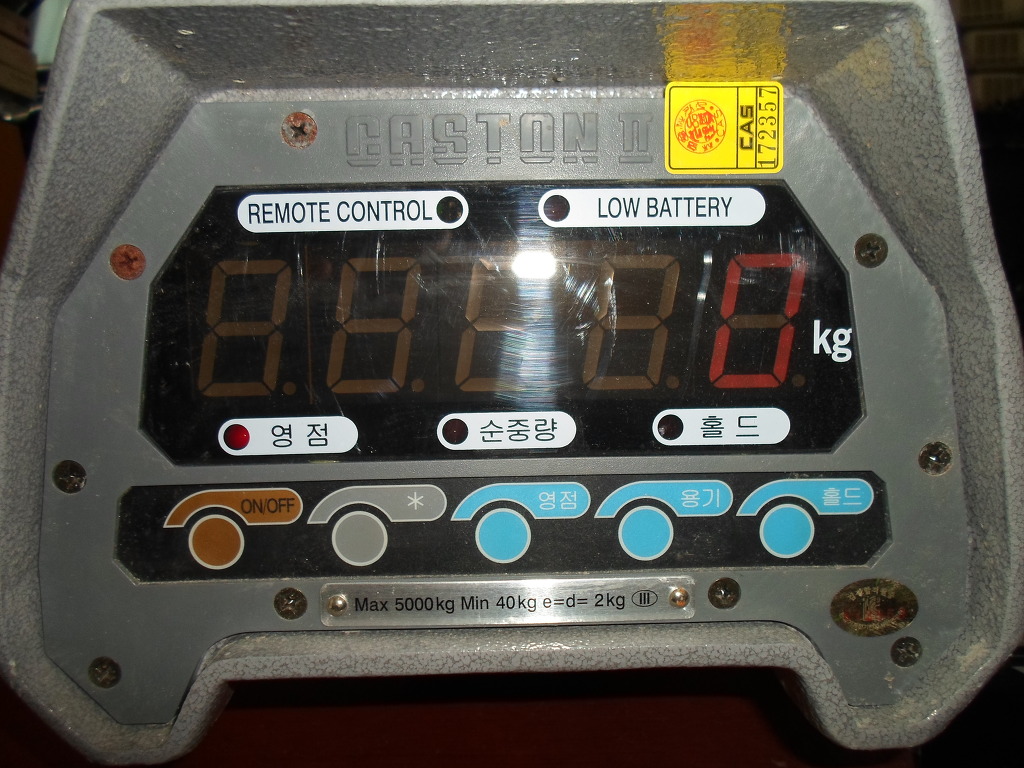 CASTON II
CAS
172357
REMOTE CONTROL
LOW BATTERY
0
kg
영 점
순중량
홀 드
ON/OFF
*
영점
용기
홀드
Max 5000kg Min 40kg e=d= 2kg III